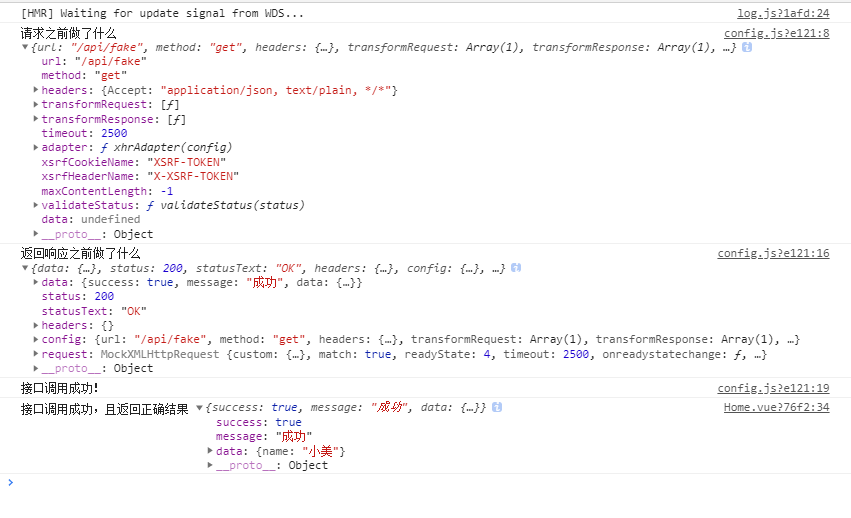 [HMR] Waiting for update signal from WDS... log.js?1afd:24
请求之前做了什么 config.js?e121:8
▼{url: "/api/fake", method: "get", headers: {…}, transformRequest: Array(1), transformResponse: Array(1), …} i
url: "/api/fake"
method: "get"
▶headers: {Accept: "application/json, text/plain, */*"}
▶transformRequest: [ƒ]
▶transformResponse: [ƒ]
timeout: 2500
▶adapter: ƒ xhrAdapter(config)
xsrfCookieName: "XSRF-TOKEN"
xsrfHeaderName: "X-XSRF-TOKEN"
maxContentLength: -1
▶validateStatus: ƒ validateStatus(status)
data: undefined
▶__proto__: Object
返回响应之前做了什么 config.js?e121:16
▼{data: {…}, status: 200, statusText: "OK", headers: {…}, config: {…}, …} i
▶data: {success: true, message: "成功", data: {…}}
status: 200
statusText: "OK"
▶headers: {}
▶config: {url: "/api/fake", method: "get", headers: {…}, transformRequest: Array(1), transformResponse: Array(1), …}
▶request: MockXMLHttpRequest {custom: {…}, match: true, readyState: 4, timeout: 2500, onreadystatechange: ƒ, …}
▶__proto__: Object
接口调用成功! config.js?e121:19
接口调用成功，且返回正确结果 ▼{success: true, message: "成功", data: {…}} i Home.vue?76f2:34
success: true
message: "成功"
▶data: {name: "小美"}
▶__proto__: Object
>